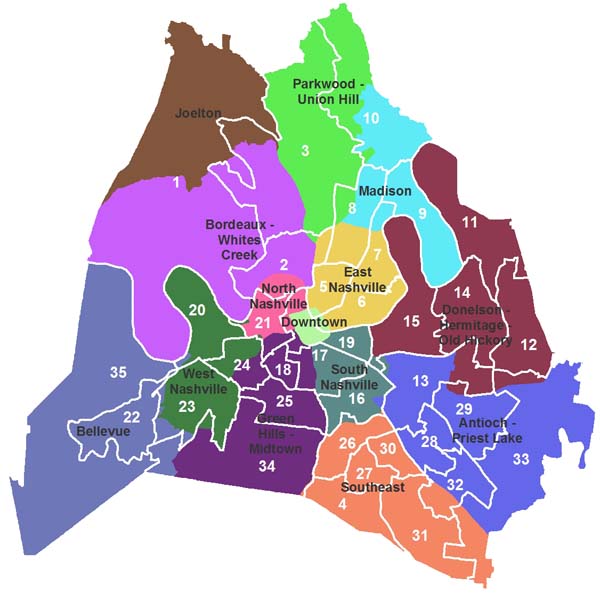 Parkwood -
Union Hill
10
Joelton
3
1
Madison
8
9
11
Bordeaux -
Whites
Creek
2
7
East
Nashville
5
6
North
Nashville
21
Downtown
20
14
15
Donelson -
Hermitage -
Old Hickory
12
19
17
35
24
18
West
Nashville
23
South
Nashville
16
13
25
22
Bellevue
Green
Hills -
Midtown
34
29
Antioch -
Priest Lake
28
33
26
30
27
Southeast
4
32
31